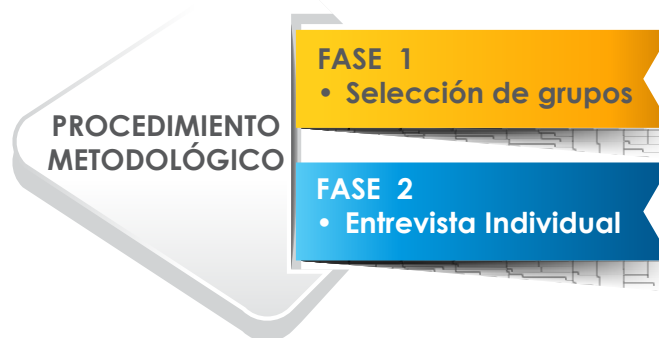 PROCEDIMIENTO
METODOLÓGICO
FASE 1
• Selección de grupos
FASE 2
• Entrevista Individual